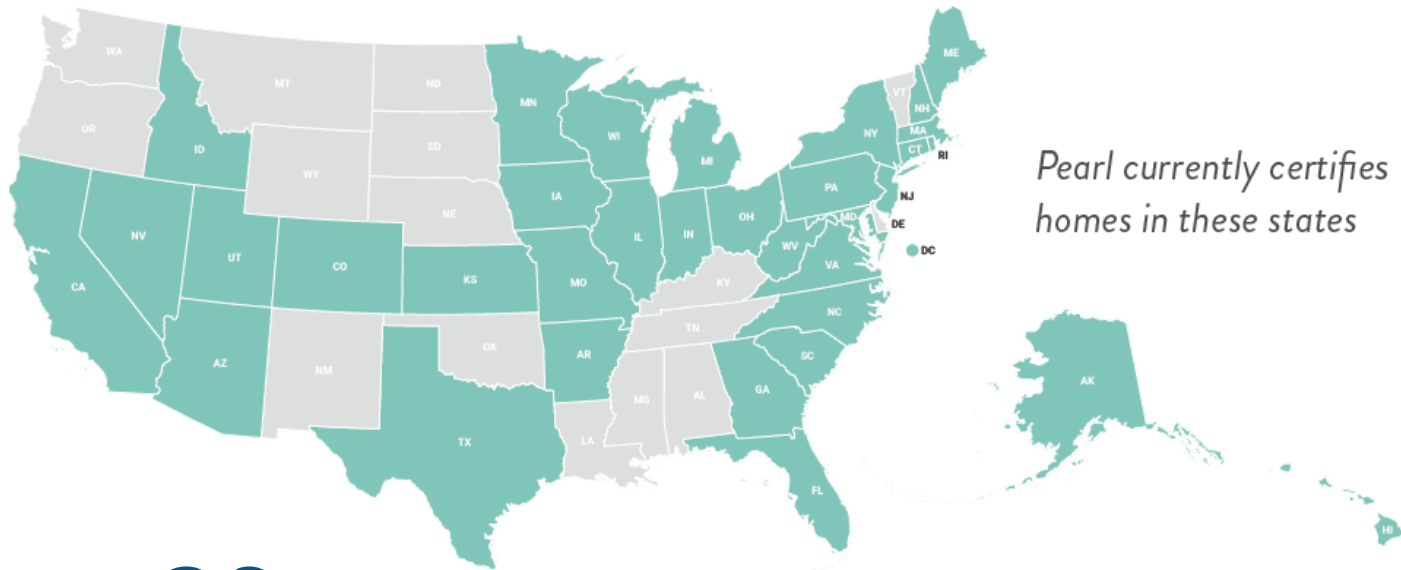 WA
MT
ND
MN
ME
VT
NH
OR
ID
SD
WI
MI
NY
MA
CT
RI
WY
IA
PA
NJ
NE
IL
IN
OH
MD
DE
NV
UT
CO
KS
MO
WV
VA
DC
CA
KY
NC
AZ
NM
OK
AR
TN
SC
MS
AL
GA
TX
LA
FL
Pearl currently certifies
homes in these states
AK
HI